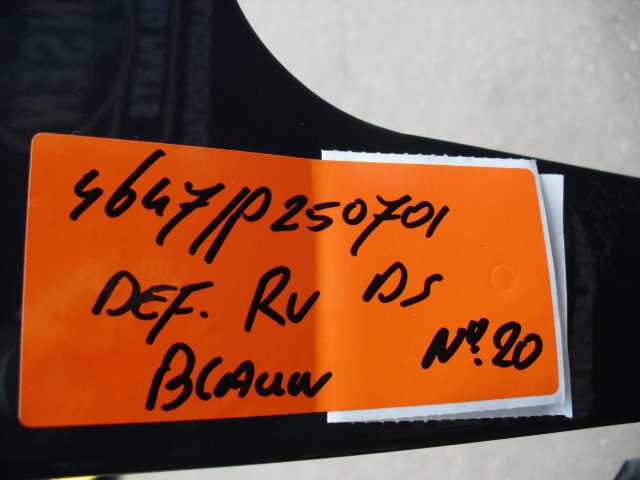 4647/P250701
DEF. RV DS
Nº.20
BLAUW